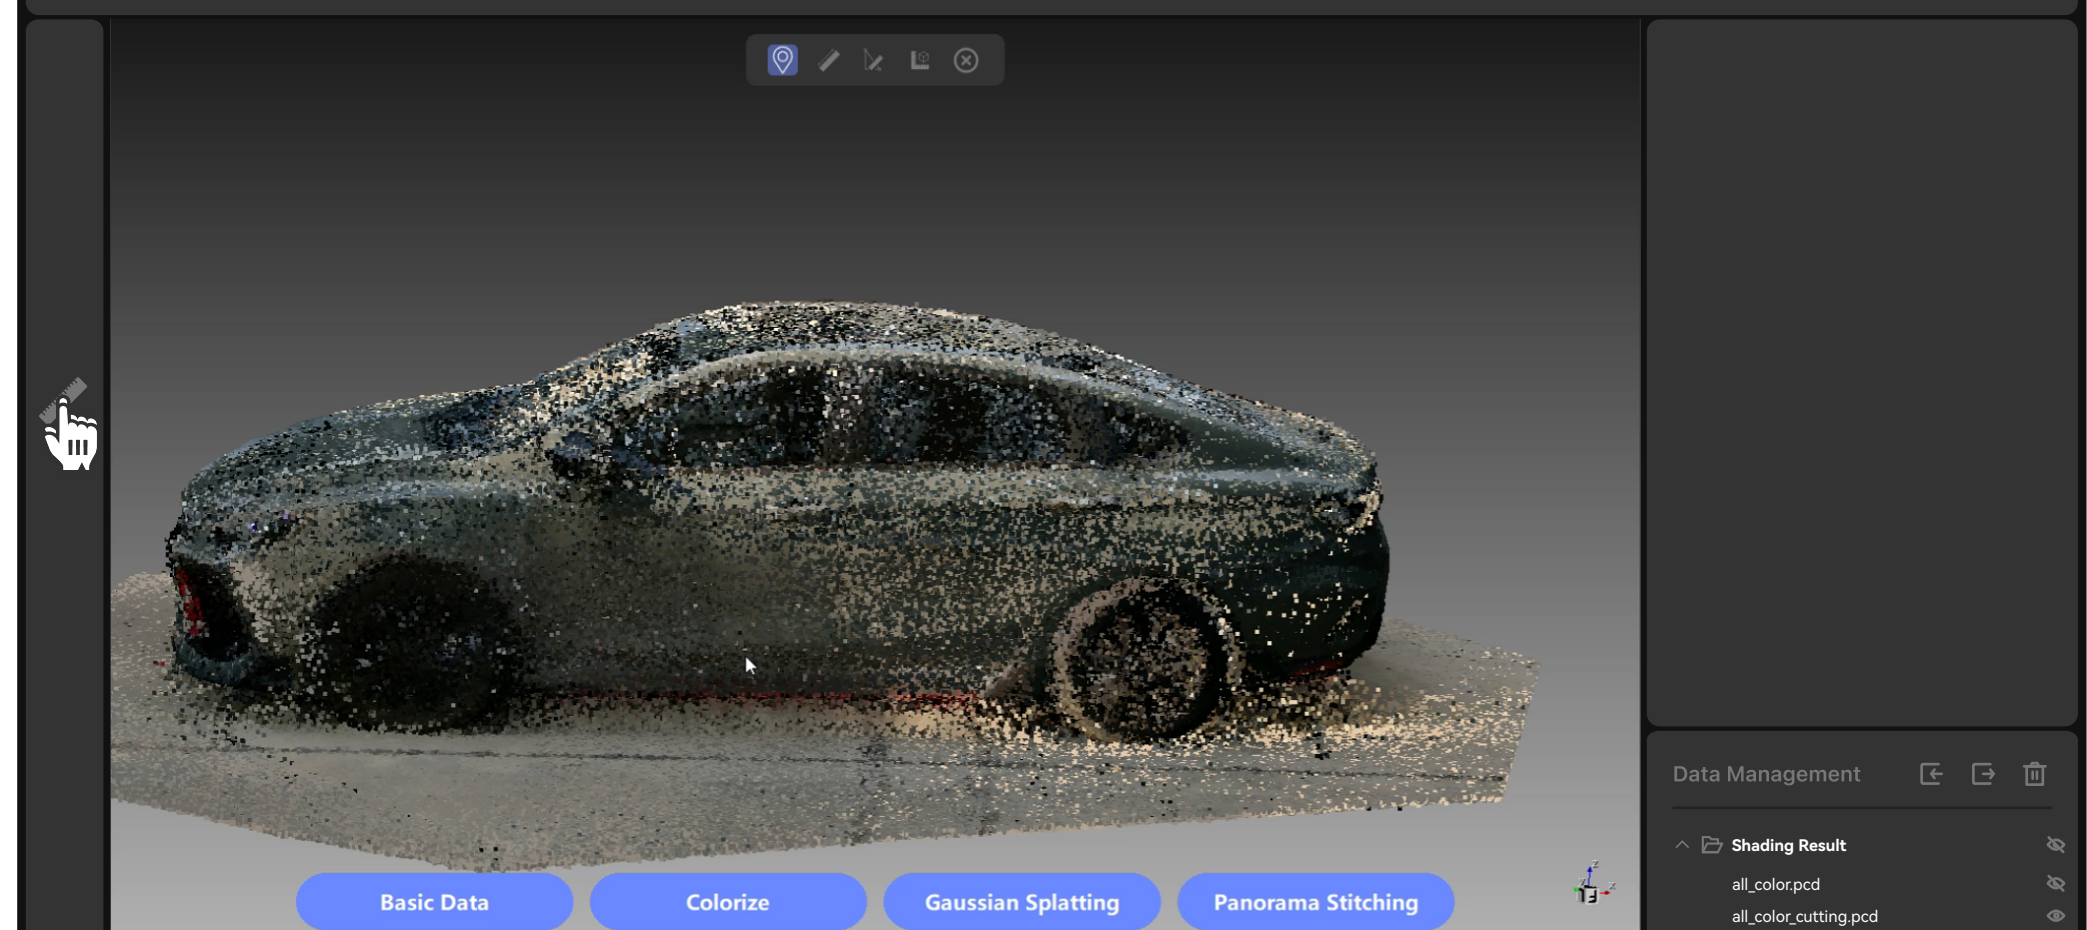 Data Management
Shading Result
all_color.pcd
all_color_cutting.pcd
Basic Data
Colorize
Gaussian Splatting
Panorama Stitching